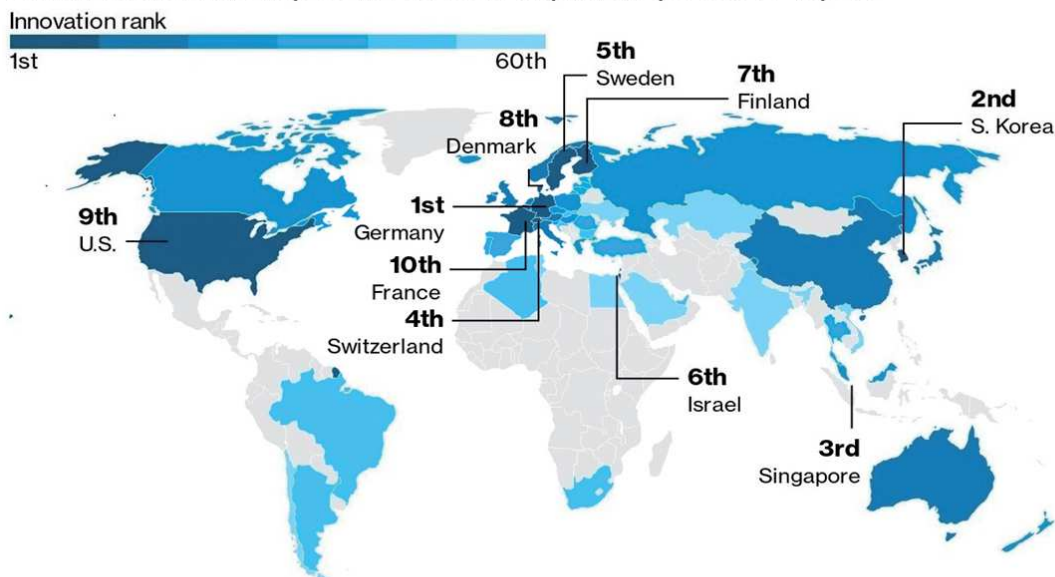 Innovation rank
1st 60th
5th
Sweden
7th
Finland
2nd
S. Korea
8th
Denmark
1st
Germany
9th
U.S.
10th
France
4th
Switzerland
6th
Israel
3rd
Singapore